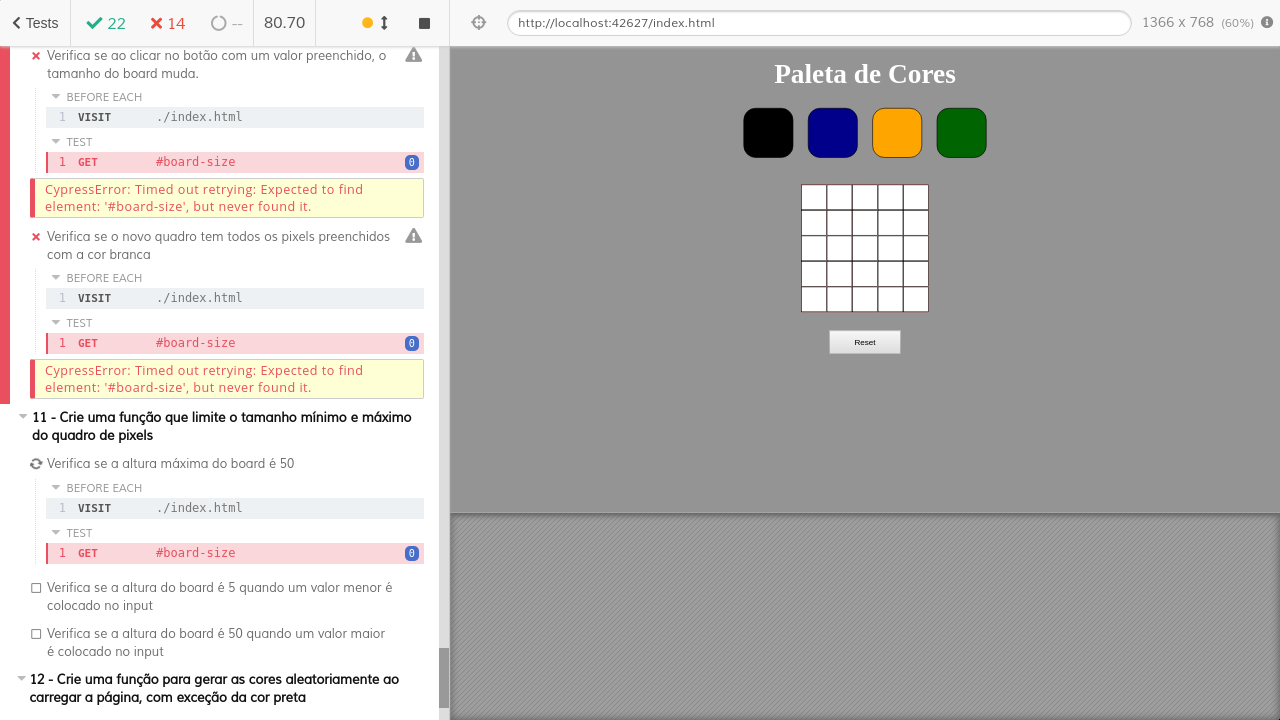 Tests
22
14
--
80.70
http://localhost:42627/index.html
1366 x 768 (60%)
Verifica se ao clicar no botão com um valor preenchido, o
tamanho do board muda.
BEFORE EACH
1 VISIT ./index.html
TEST
1 GET #board-size 0
CypressError: Timed out retrying: Expected to find
element: '#board-size', but never found it.
Verifica se o novo quadro tem todos os pixels preenchidos
com a cor branca
BEFORE EACH
1 VISIT ./index.html
TEST
1 GET #board-size 0
CypressError: Timed out retrying: Expected to find
element: '#board-size', but never found it.
11 - Crie uma função que limite o tamanho mínimo e máximo
do quadro de pixels
Verifica se a altura máxima do board é 50
BEFORE EACH
1 VISIT ./index.html
TEST
1 GET #board-size 0
Verifica se a altura do board é 5 quando um valor menor é
colocado no input
Verifica se a altura do board é 50 quando um valor maior
é colocado no input
12 - Crie uma função para gerar as cores aleatoriamente ao
carregar a página, com exceção da cor preta
Paleta de Cores
Reset